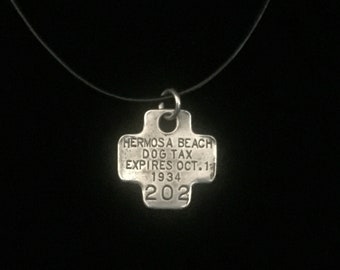 HERMOSA BEACH
DOG TAX
EXPIRES OCT. 1
1934
202